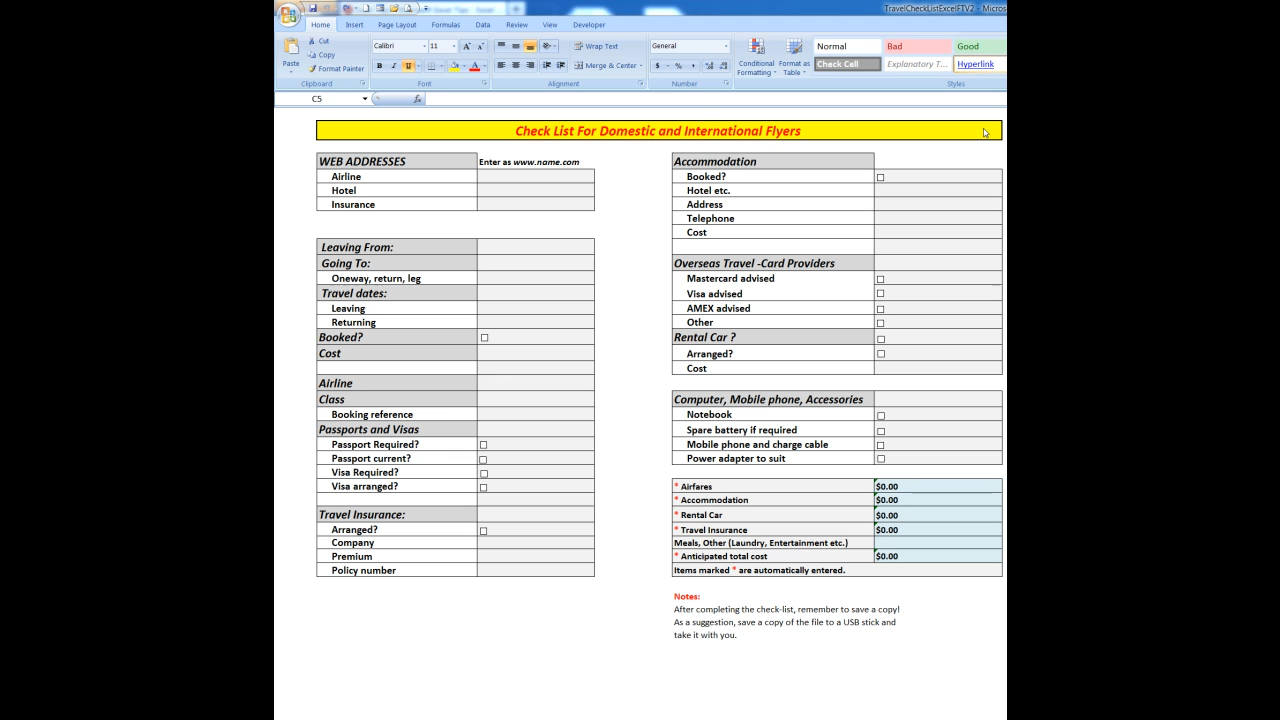 TravelCheckListExcelFTV2 - Micros
Home Insert Page Layout Formulas Data Review View Developer
Cut
Copy
Paste
Format Painter
Clipboard
Calibri 11
Font
Wrap Text
Merge & Center
Alignment
General
$ % ,
Number
Conditional Formatting
Format as Table
Normal Bad Good
Check Cell Explanatory T... Hyperlink
Styles
C5 fx
Check List For Domestic and International Flyers
WEB ADDRESSES Enter as www.name.com
Airline
Hotel
Insurance
Leaving From:
Going To:
Oneway, return, leg
Travel dates:
Leaving
Returning
Booked?
Cost
Airline
Class
Booking reference
Passports and Visas
Passport Required?
Passport current?
Visa Required?
Visa arranged?
Travel Insurance:
Arranged?
Company
Premium
Policy number
Accommodation
Booked?
Hotel etc.
Address
Telephone
Cost
Overseas Travel -Card Providers
Mastercard advised
Visa advised
AMEX advised
Other
Rental Car ?
Arranged?
Cost
Computer, Mobile phone, Accessories
Notebook
Spare battery if required
Mobile phone and charge cable
Power adapter to suit
* Airfares $0.00
* Accommodation $0.00
* Rental Car $0.00
* Travel Insurance $0.00
Meals, Other (Laundry, Entertainment etc.)
* Anticipated total cost $0.00
Items marked * are automatically entered.
Notes:
After completing the check-list, remember to save a copy!
As a suggestion, save a copy of the file to a USB stick and
take it with you.